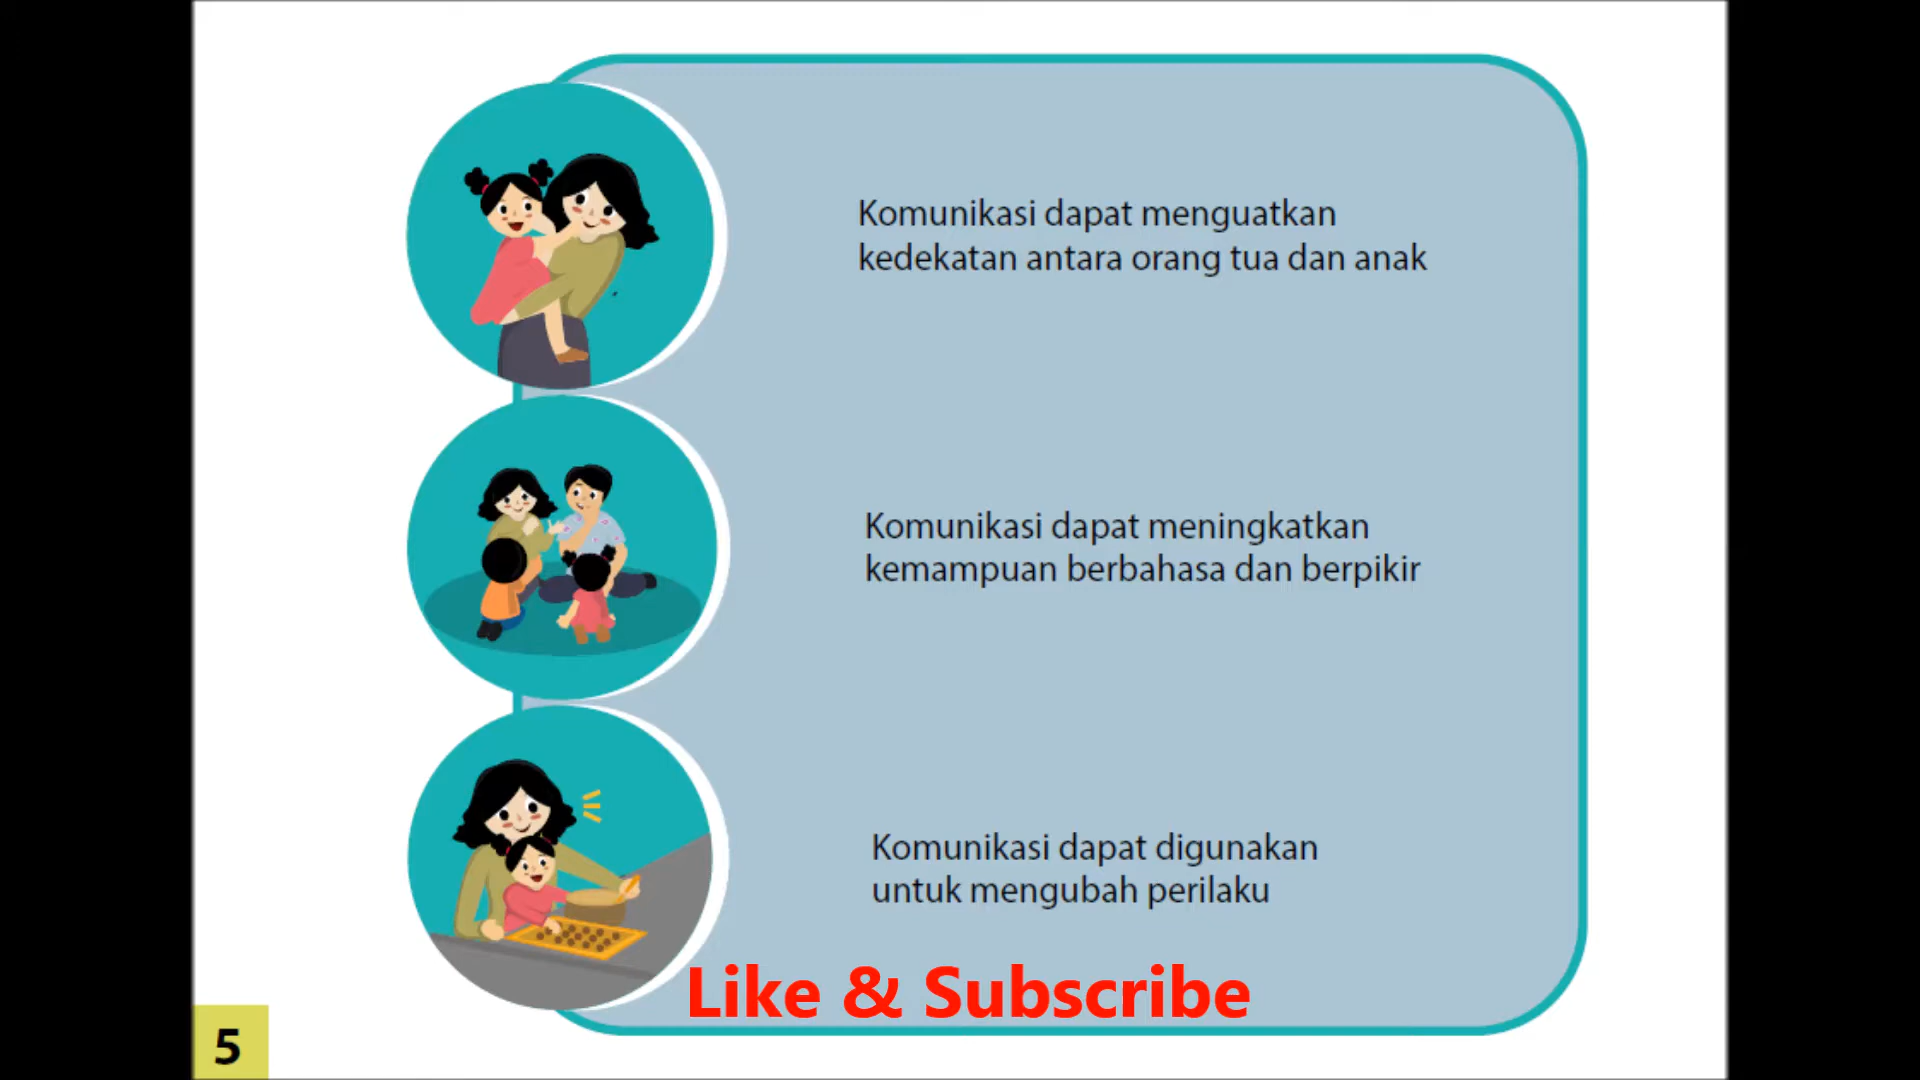 Komunikasi dapat menguatkan
kedekatan antara orang tua dan anak
Komunikasi dapat meningkatkan
kemampuan berbahasa dan berpikir
Komunikasi dapat digunakan
untuk mengubah perilaku
Like & Subscribe
5